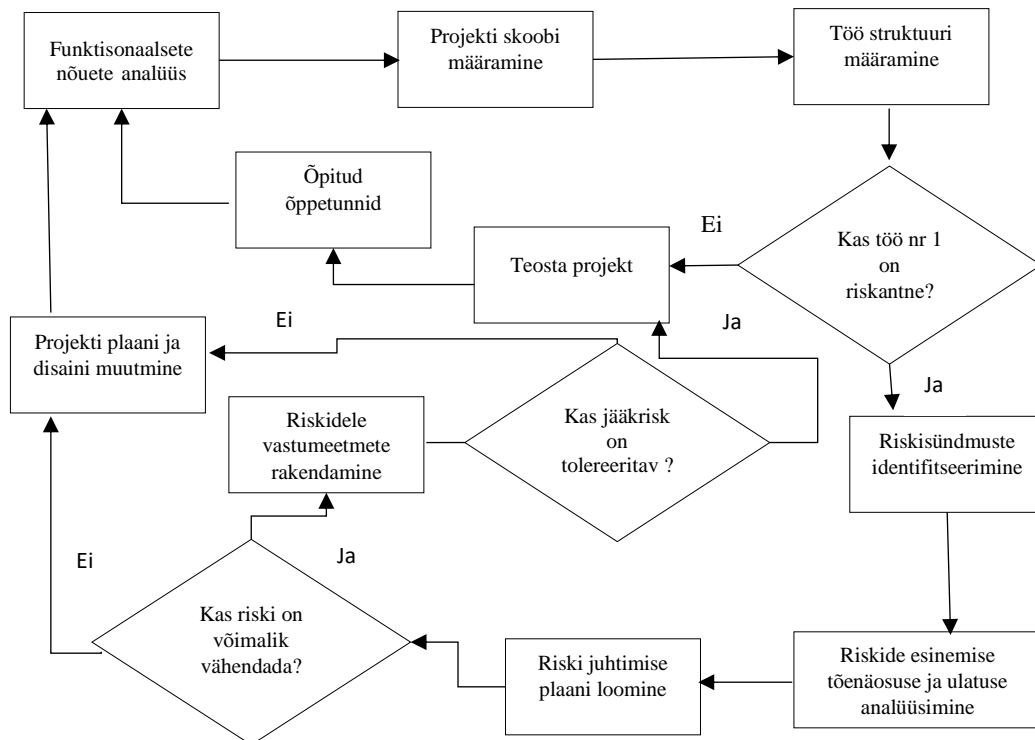 Funktisonaalsete
nõuete analüüs
Projekti skoobi
määramine
Töö struktuuri
määramine
Õpitud
õppetunnid
Ei
Kas töö nr 1
on
riskantne?
Teosta projekt
Projekti plaani ja
disaini muutmine
Ei
Ja
Ja
Riskidele
vastumeetmete
rakendamine
Kas jääkrisk
on
tolereeritav ?
Riskisündmuste
identifitseerimine
Ei
Ja
Kas riski on
võimalik
vähendada?
Riski juhtimise
plaani loomine
Riskide esinemise
tõenäosuse ja ulatuse
analüüsimine